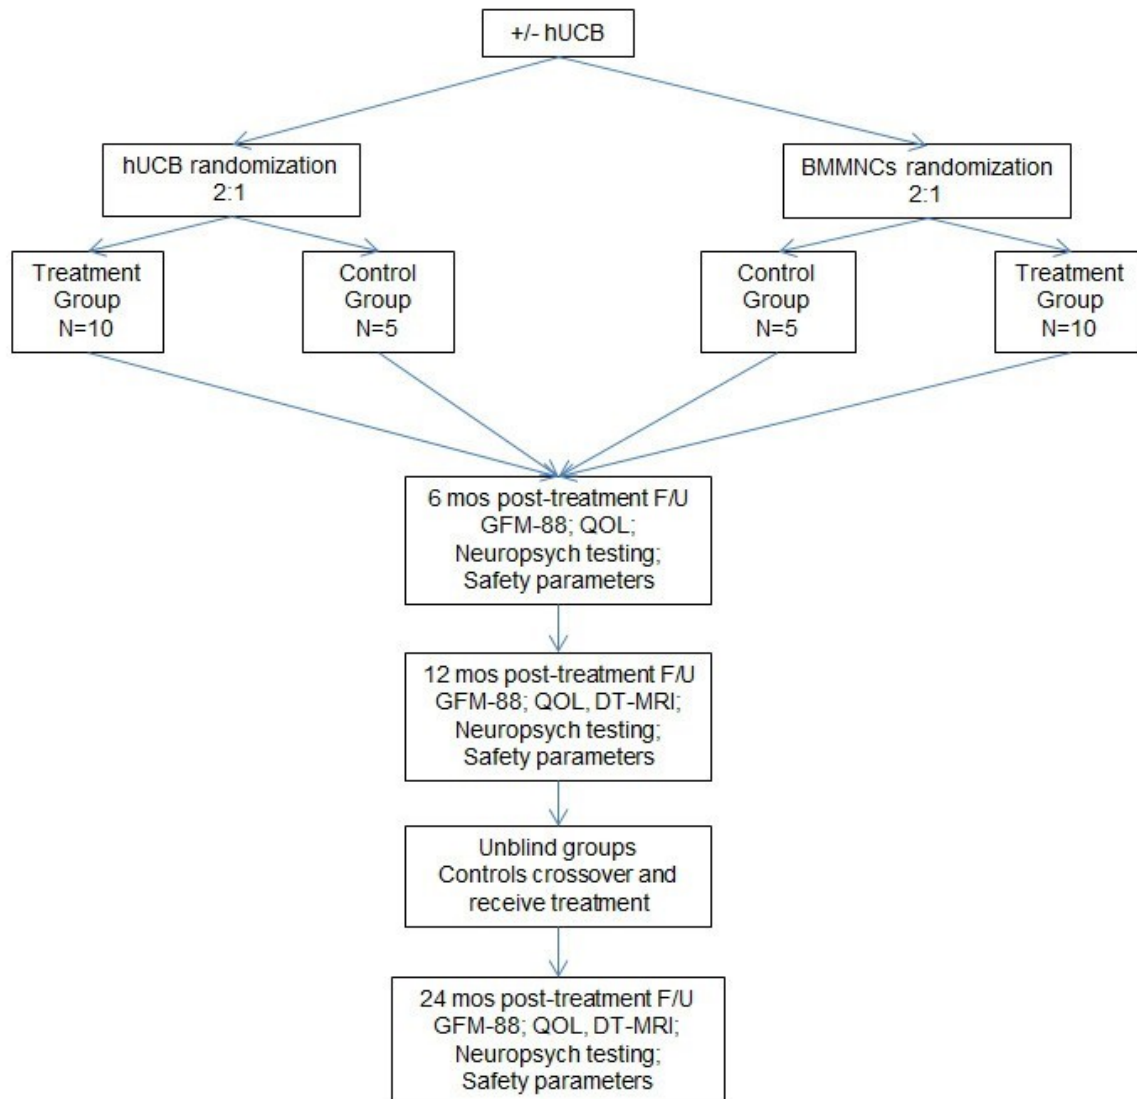 +/- hUCB
hUCB randomization
2:1
BMMNCs randomization
2:1
Treatment
Group
N=10
Control
Group
N=5
Control
Group
N=5
Treatment
Group
N=10
6 mos post-treatment F/U
GFM-88; QOL;
Neuropsych testing;
Safety parameters
12 mos post-treatment F/U
GFM-88; QOL, DT-MRI;
Neuropsych testing;
Safety parameters
Unblind groups
Controls crossover and
receive treatment
24 mos post-treatment F/U
GFM-88; QOL, DT-MRI;
Neuropsych testing;
Safety parameters